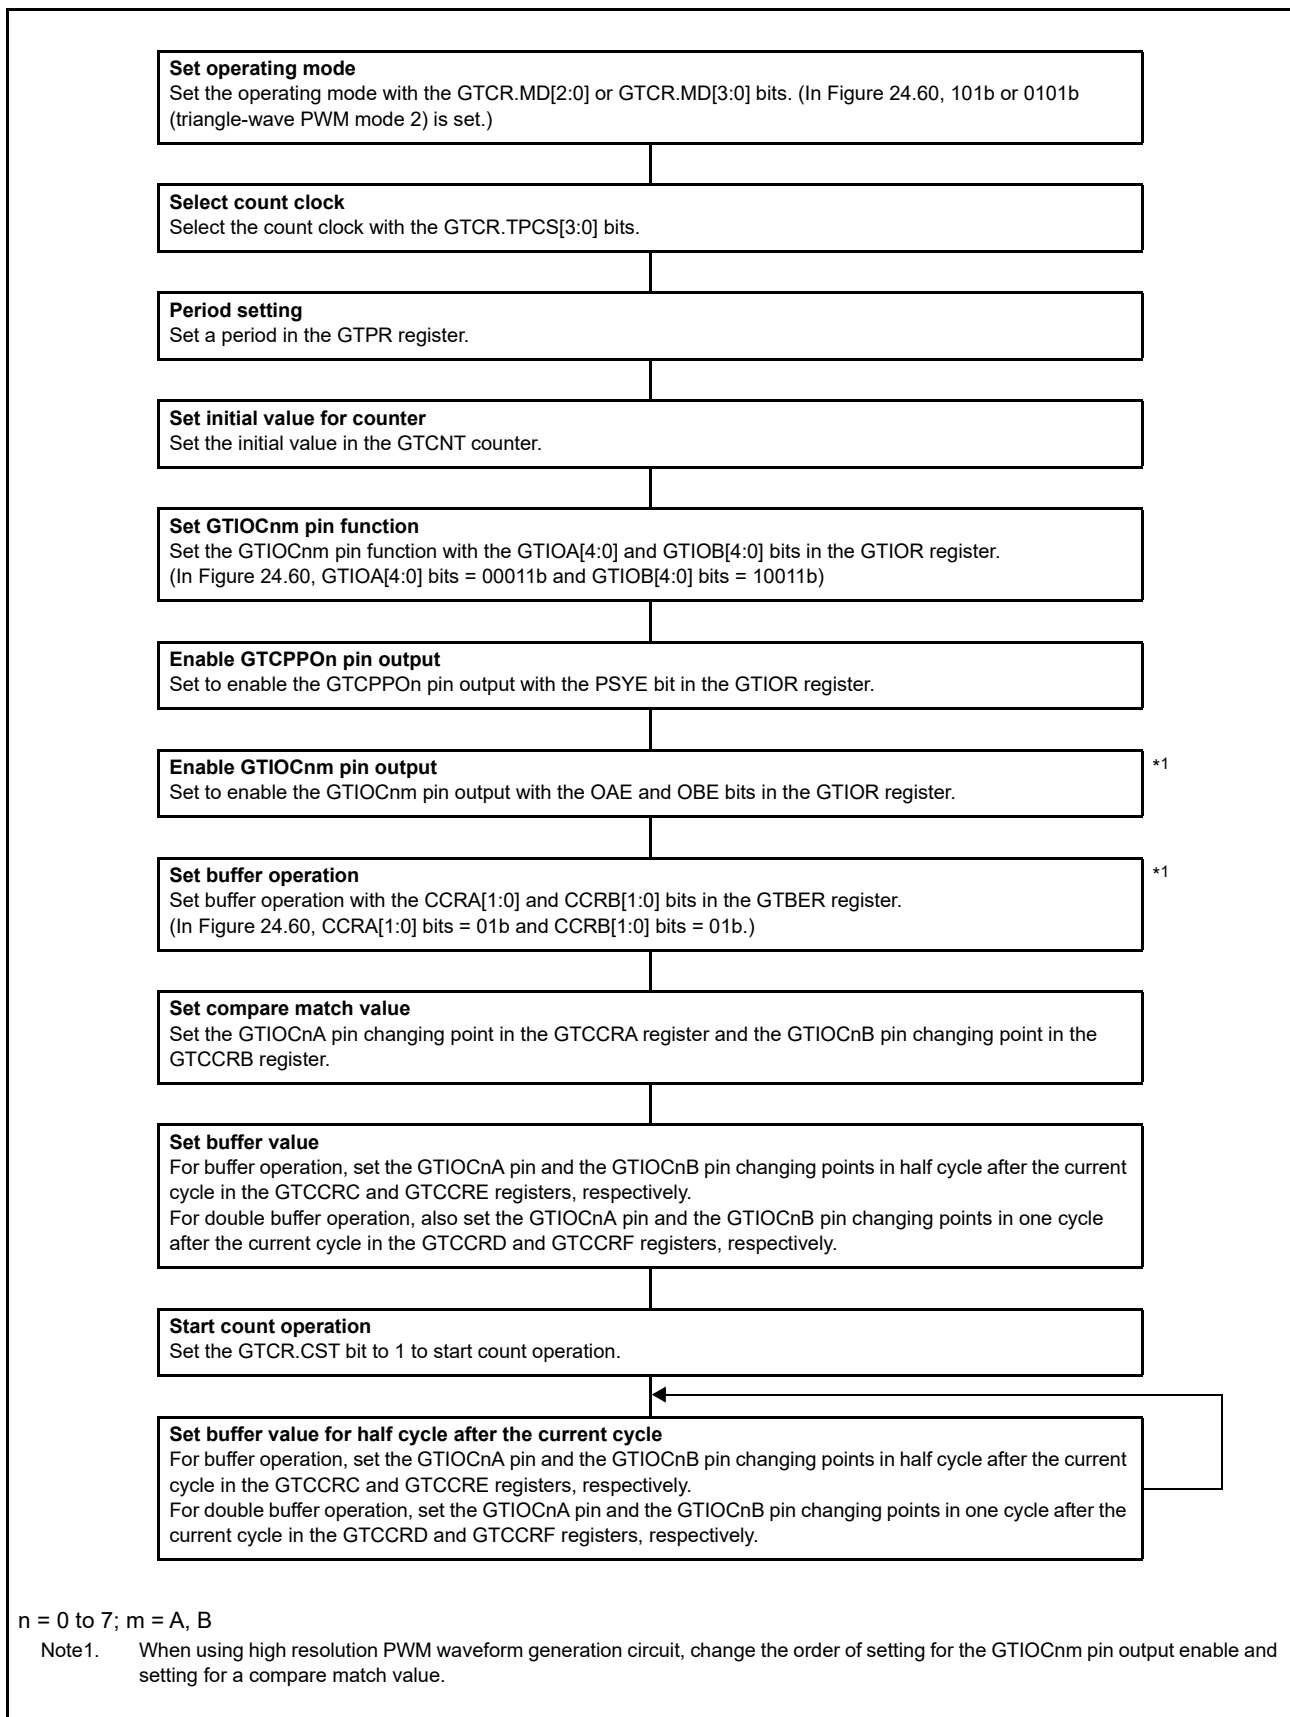 Set operating mode
Set the operating mode with the GTCR.MD[2:0] or GTCR.MD[3:0] bits. (In Figure 24.60, 101b or 0101b
(triangle-wave PWM mode 2) is set.)
Select count clock
Select the count clock with the GTCR.TPCS[3:0] bits.
Period setting
Set a period in the GTPR register.
Set initial value for counter
Set the initial value in the GTCNT counter.
Set GTIOCnm pin function
Set the GTIOCnm pin function with the GTIOA[4:0] and GTIOB[4:0] bits in the GTIOR register.
(In Figure 24.60, GTIOA[4:0] bits = 00011b and GTIOB[4:0] bits = 10011b)
Enable GTCPPOn pin output
Set to enable the GTCPPOn pin output with the PSYE bit in the GTIOR register.
Enable GTIOCnm pin output *1
Set to enable the GTIOCnm pin output with the OAE and OBE bits in the GTIOR register.
Set buffer operation *1
Set buffer operation with the CCRA[1:0] and CCRB[1:0] bits in the GTBER register.
(In Figure 24.60, CCRA[1:0] bits = 01b and CCRB[1:0] bits = 01b.)
Set compare match value
Set the GTIOCnA pin changing point in the GTCCRA register and the GTIOCnB pin changing point in the
GTCCRB register.
Set buffer value
For buffer operation, set the GTIOCnA pin and the GTIOCnB pin changing points in half cycle after the current
cycle in the GTCCRC and GTCCRE registers, respectively.
For double buffer operation, also set the GTIOCnA pin and the GTIOCnB pin changing points in one cycle
after the current cycle in the GTCCRD and GTCCRF registers, respectively.
Start count operation
Set the GTCR.CST bit to 1 to start count operation.
Set buffer value for half cycle after the current cycle
For buffer operation, set the GTIOCnA pin and the GTIOCnB pin changing points in half cycle after the current
cycle in the GTCCRC and GTCCRE registers, respectively.
For double buffer operation, set the GTIOCnA pin and the GTIOCnB pin changing points in one cycle after the
current cycle in the GTCCRD and GTCCRF registers, respectively.
n = 0 to 7; m = A, B
Note1. When using high resolution PWM waveform generation circuit, change the order of setting for the GTIOCnm pin output enable and
setting for a compare match value.